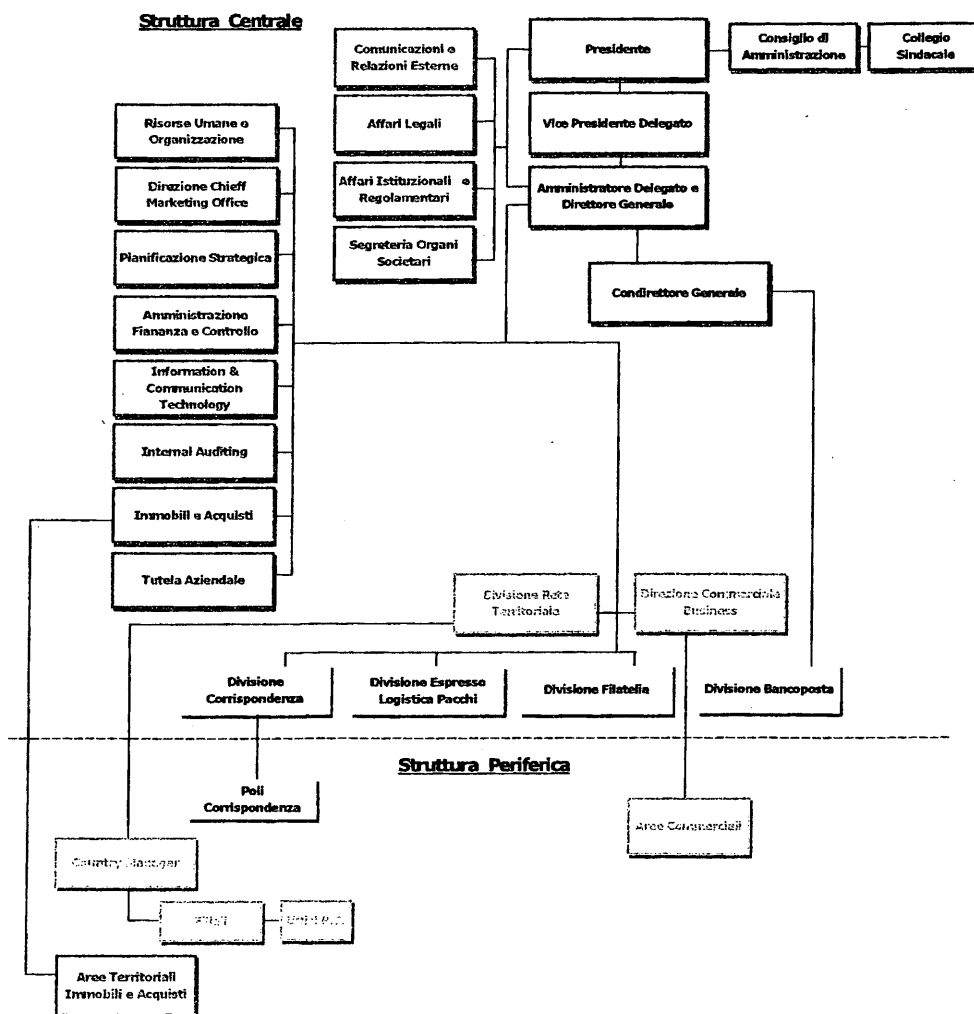 Struttura Centrale
Comunicazioni e
Relazioni Esterne
Presidente
Consiglio di
Amministrazione
Collegio
Sindacale
Risorse Umane e
Organizzazione
Affari Legali
Vice Presidente Delegato
Direzione Chieff
Marketing Office
Affari Istituzionali e
Regolamentari
Amministratore Delegato e
Direttore Generale
Pianificazione Strategica
Segreteria Organi
Societari
Condirettore Generale
Amministrazione
Fiananza e Controllo
Information &
Communication
Technology
Internal Auditing
Immobili e Acquisti
Tutela Aziendale
Divisione Rete
Territoriale
Direzione Commerciale
Business
Divisione
Corrispondenza
Divisione Espresso
Logistica Pacchi
Divisione Filatelia
Divisione Bancoposta
Struttura Periferica
Poli
Corrispondenza
Aree Commerciali
Country Manager
Aree Territoriali
Immobili e Acquisti